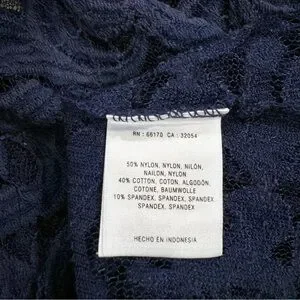 RN : 66170 CA : 32054
50% NYLON, NYLON, NILÓN,
NAILON, NYLON
40% COTTON, COTON, ALGODÓN,
COTONE, BAUMWOLLE
10% SPANDEX, SPANDEX, SPANDEX
SPANDEX, SPANDEX
HECHO EN INDONESIA